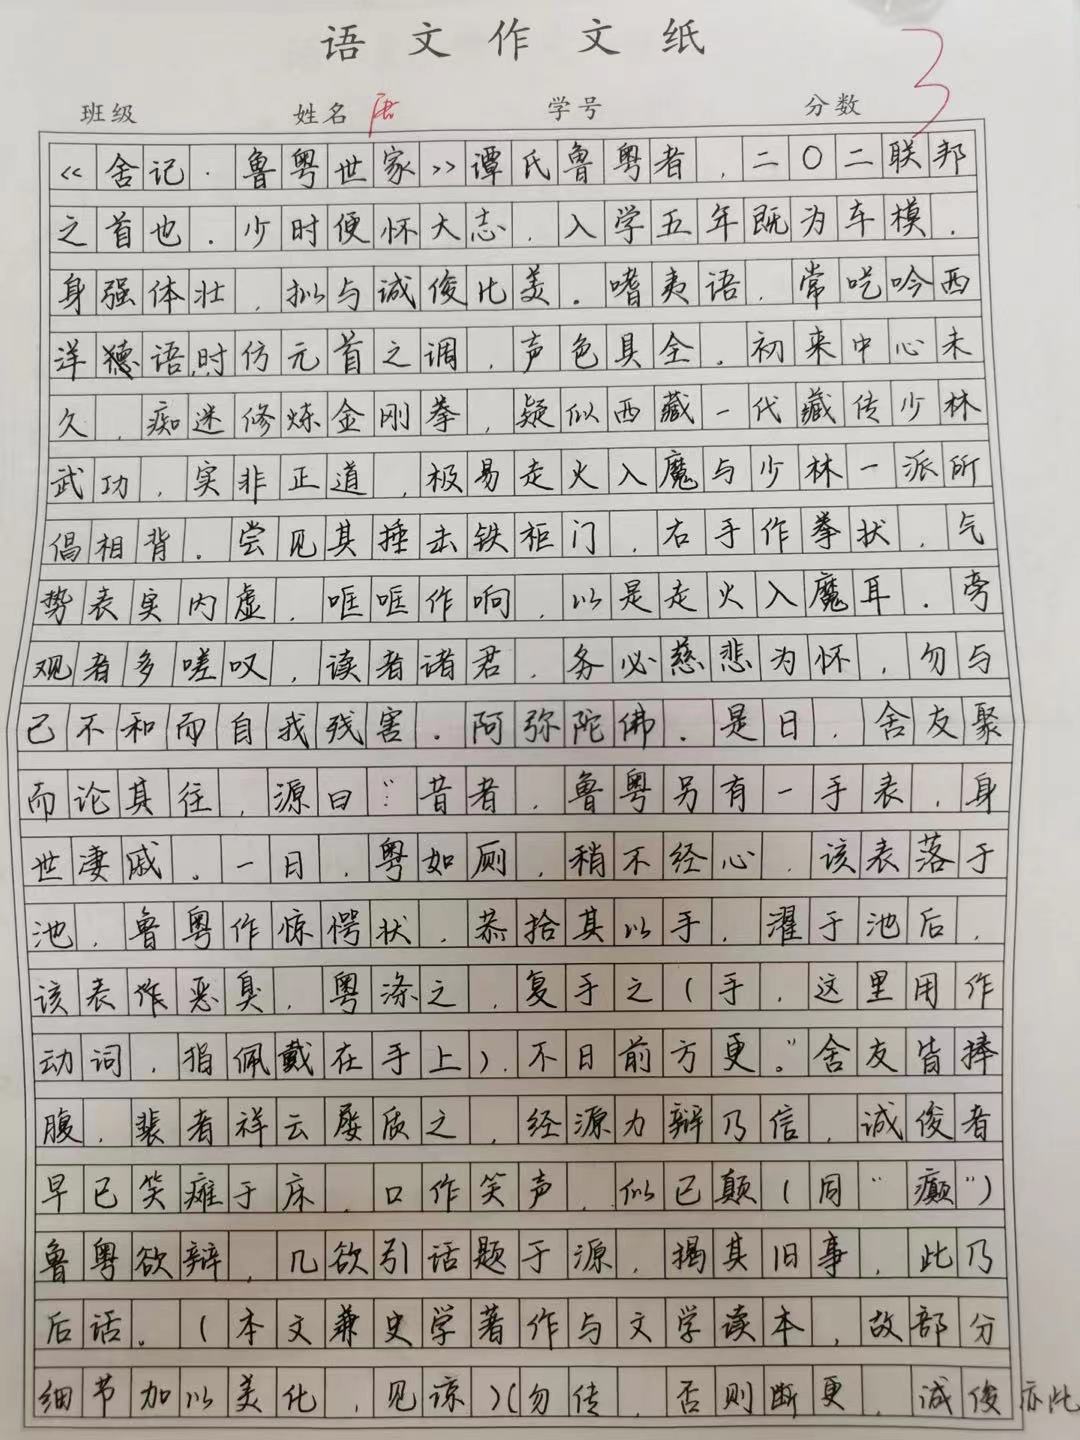 语文作文纸
3
班级 姓名 唐 学号 分数
《舍记·鲁粤世家》谭氏鲁粤者，二〇二联邦
之首也．少时便怀大志．入学五年既为车模．
身强体壮，拟与诚俊比美。嗜夷语，常呓吟西
洋德语，时仿元首之调，声色具全．初来中心未
久，痴迷修炼金刚拳，疑似西藏一代藏传少林
武功，实非正道，极易走火入魔与少林一派所
倡相背．尝见其捶击铁柜门，右手作拳状，气
势表实内虚，哐哐作响，以是走火入魔耳．旁
观者多嗟叹，读者诸君，务必慈悲为怀，勿与
己不和而自我残害．阿弥陀佛．是日，舍友聚
而论其往，源曰：“昔者，鲁粤另有一手表，身
世凄戚。一日，粤如厕，稍不经心，该表落于
池，鲁粤作惊愕状，恭拾其以手，濯于池后，
该表作恶臭，粤涤之，复手之（手，这里用作
动词，指佩戴在手上）．不日前方更。”舍友皆捧
腹，裴者祥云屡质之，经源力辩乃信，诚俊者
早已笑瘫于床，口作笑声，似已颠（同“癫”）
鲁粤欲辩，几欲引话题于源，揭其旧事，此乃
后话。（本文兼史学著作与文学读本，故部分
细节加以美化，见谅）（勿传，否则断更，诚俊亦此